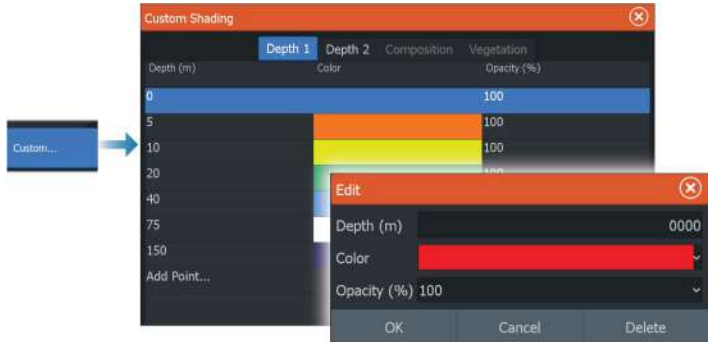 Custom Shading
Depth 1 Depth 2 Composition Vegetation
Depth (m) Color Opacity (%)
0 100
5 100
10 100
20 100
40
75
150
Add Point...
Custom...
Edit
Depth (m) 0000
Color
Opacity (%) 100
OK Cancel Delete